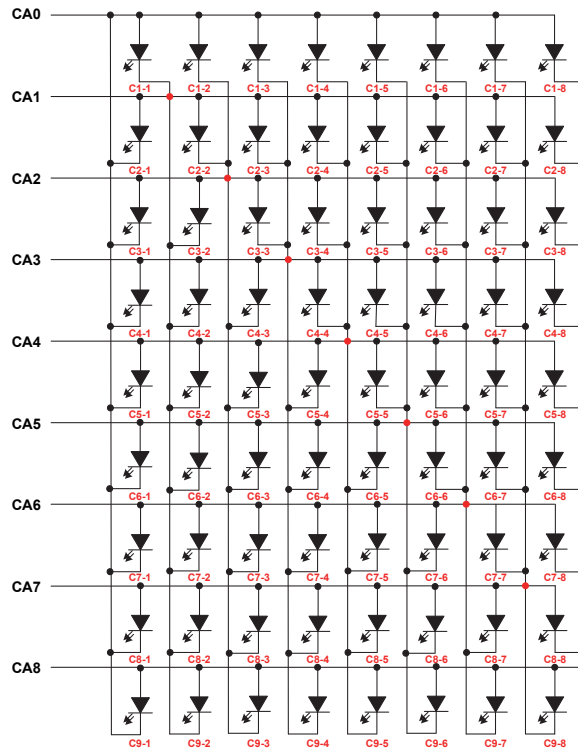 CA0
C1-1 C1-2 C1-3 C1-4 C1-5 C1-6 C1-7 C1-8
CA1
C2-1 C2-2 C2-3 C2-4 C2-5 C2-6 C2-7 C2-8
CA2
C3-1 C3-2 C3-3 C3-4 C3-5 C3-6 C3-7 C3-8
CA3
C4-1 C4-2 C4-3 C4-4 C4-5 C4-6 C4-7 C4-8
CA4
C5-1 C5-2 C5-3 C5-4 C5-5 C5-6 C5-7 C5-8
CA5
C6-1 C6-2 C6-3 C6-4 C6-5 C6-6 C6-7 C6-8
CA6
C7-1 C7-2 C7-3 C7-4 C7-5 C7-6 C7-7 C7-8
CA7
C8-1 C8-2 C8-3 C8-4 C8-5 C8-6 C8-7 C8-8
CA8
C9-1 C9-2 C9-3 C9-4 C9-5 C9-6 C9-7 C9-8